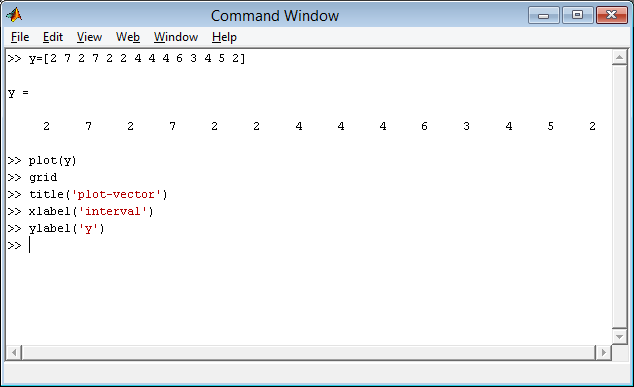 Command Window
File Edit View Web Window Help
>> y=[2 7 2 7 2 2 4 4 4 6 3 4 5 2]
y =
2 7 2 7 2 2 4 4 4 6 3 4 5 2
>> plot(y)
>> grid
>> title('plot-vector')
>> xlabel('interval')
>> ylabel('y')
>>